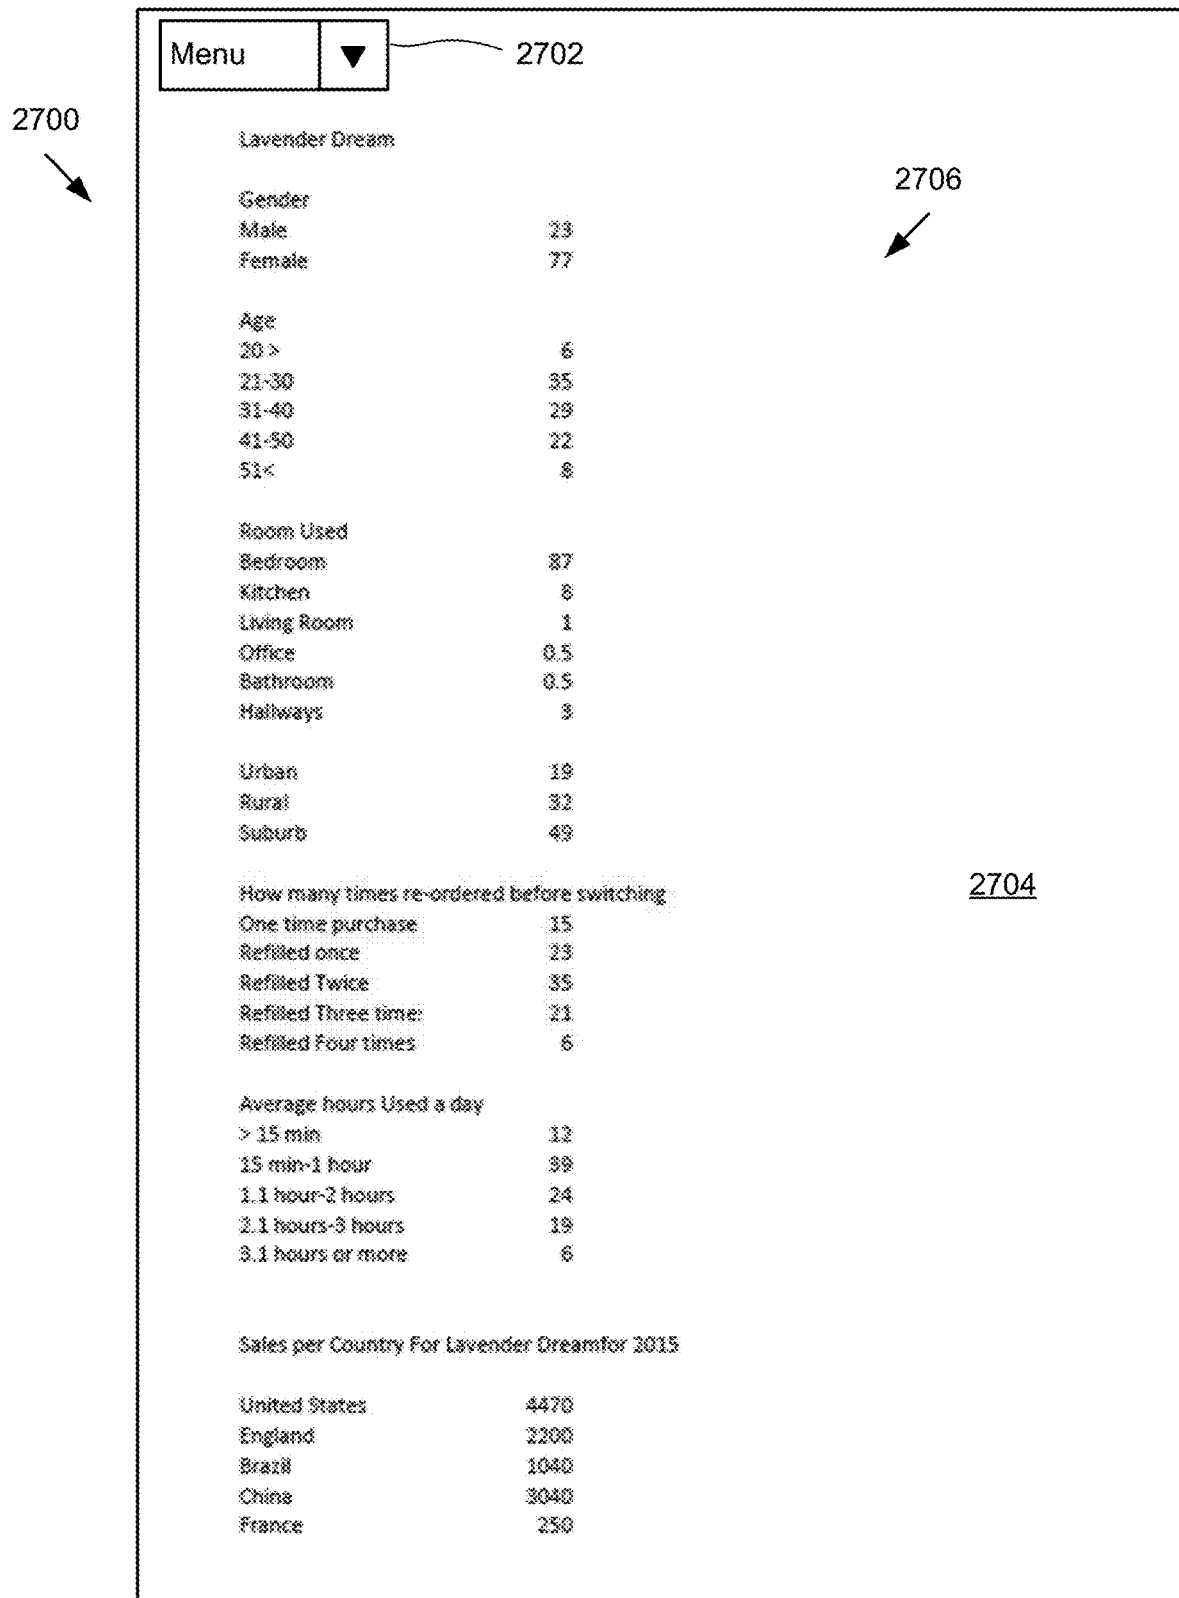 Menu ▼ 2702
2700
Lavender Dream
2706
Gender
Male 23
Female 77
Age
20 > 6
21-30 35
31-40 29
41-50 22
51< 8
Room Used
Bedroom 87
Kitchen 8
Living Room 1
Office 0.5
Bathroom 0.5
Hallways 3
Urban 19
Rural 32
Suburb 49
2704
How many times re-ordered before switching
One time purchase 15
Refilled once 23
Refilled Twice 35
Refilled Three time: 21
Refilled Four times 6
Average hours Used a day
> 15 min 12
15 min-1 hour 39
1.1 hour-2 hours 24
2.1 hours-3 hours 19
3.1 hours or more 6
Sales per Country For Lavender Dreamfor 2015
United States 4470
England 2200
Brazil 1040
China 3040
France 250